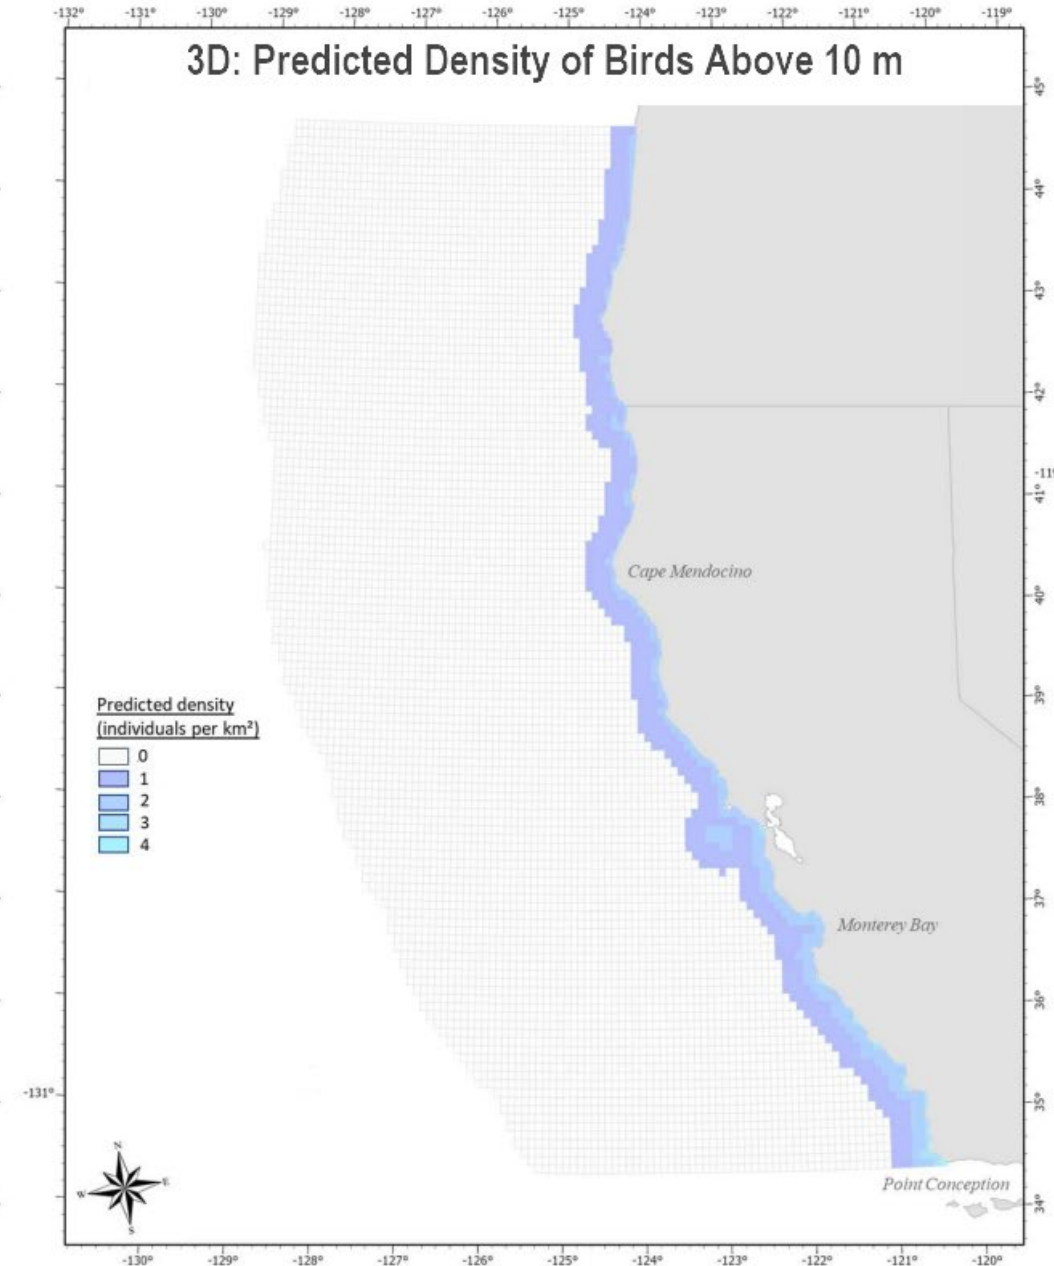 -132° -131° -130° -129° -128° -127° -126° -125° -124° -123° -122° -121° -120° -119°
3D: Predicted Density of Birds Above 10 m
45°
44°
43°
42°
-119
41°
Cape Mendocino
40°
39°
Predicted density
(individuals per km²)
0
1
2
3
4
38°
37°
Monterey Bay
36°
-131°
35°
N
W E
S
Point Conception
34°
-130° -129° -128° -127° -126° -125° -124° -123° -122° -121° -120°